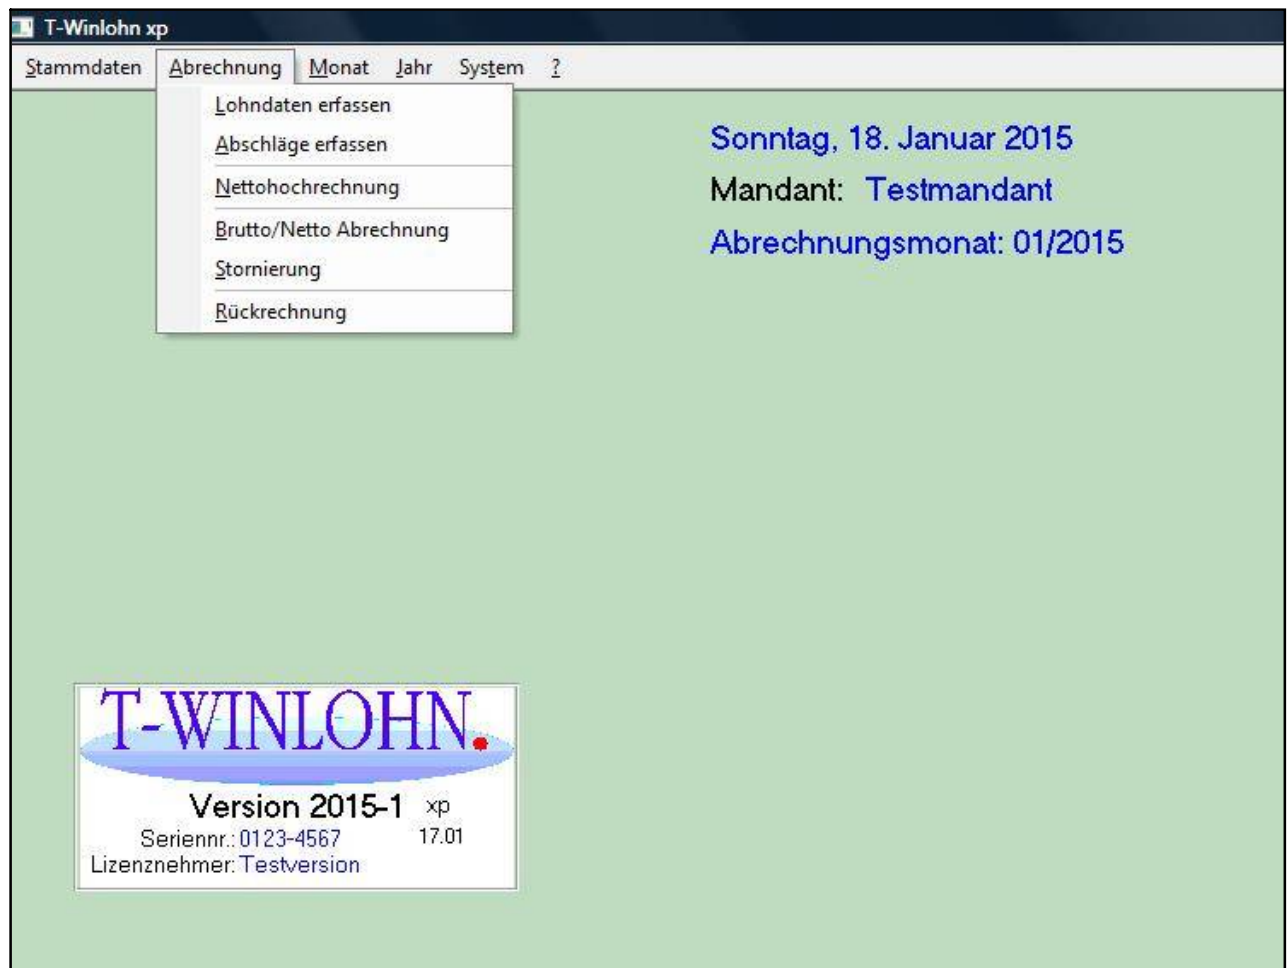 T-Winlohn xp
Stammdaten Abrechnung Monat Jahr System ?
Lohndaten erfassen
Abschläge erfassen
Nettohochrechnung
Brutto/Netto Abrechnung
Stornierung
Rückrechnung
Sonntag, 18. Januar 2015
Mandant: Testmandant
Abrechnungsmonat: 01/2015
T-WINLOHN.
Version 2015-1 xp
Seriennr.: 0123-4567 17.01
Lizenznehmer: Testversion